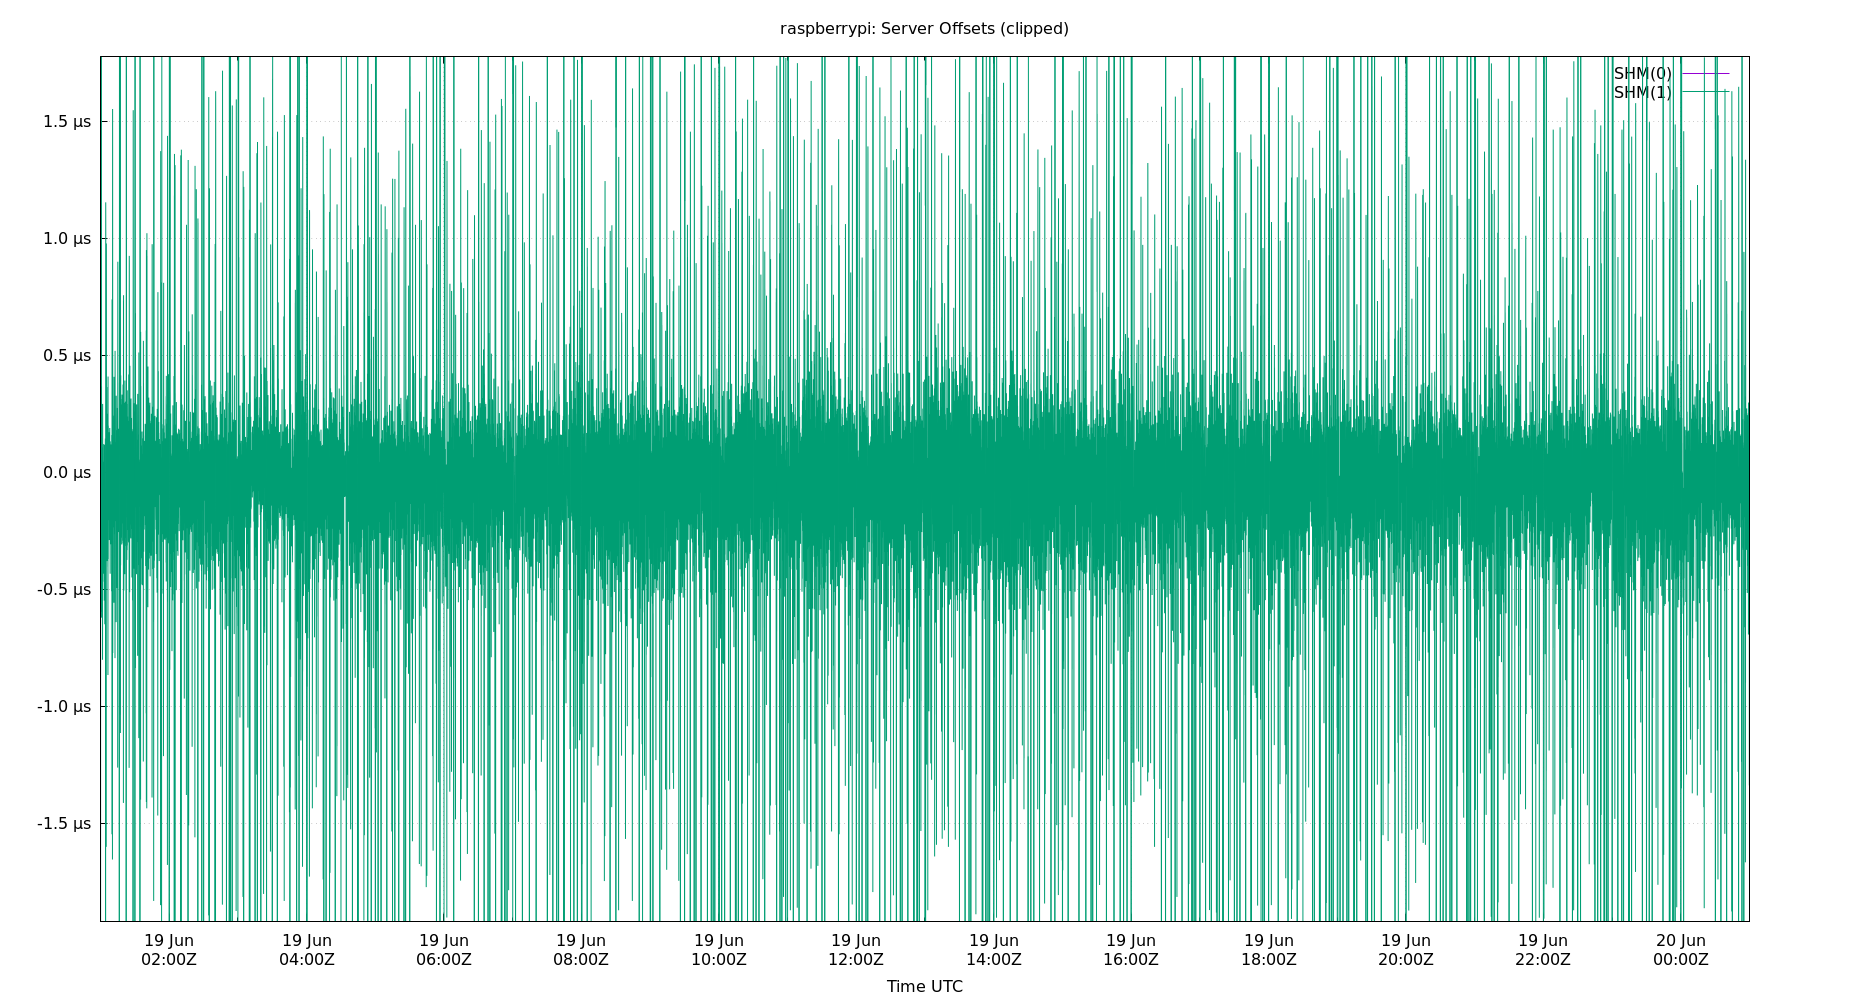 raspberrypi: Server Offsets (clipped)
SHM(0)
SHM(1)
1.5 µs
1.0 µs
0.5 µs
0.0 µs
-0.5 µs
-1.0 µs
-1.5 µs
19 Jun 19 Jun 19 Jun 19 Jun 19 Jun 19 Jun 19 Jun 19 Jun 19 Jun 19 Jun 19 Jun 20 Jun
02:00Z 04:00Z 06:00Z 08:00Z 10:00Z 12:00Z 14:00Z 16:00Z 18:00Z 20:00Z 22:00Z 00:00Z
Time UTC